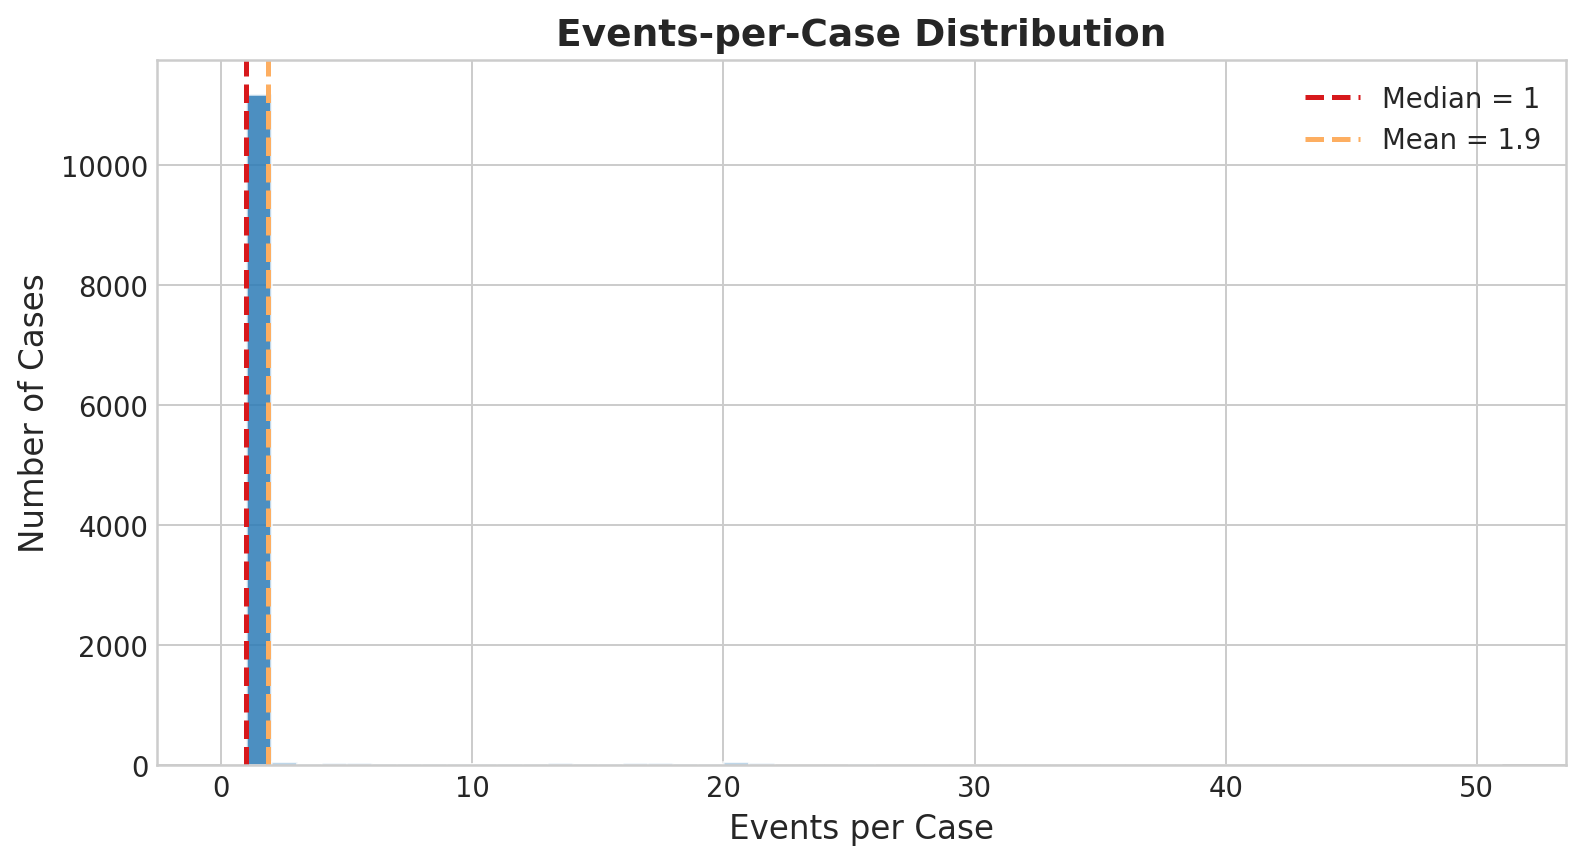 Events-per-Case Distribution
Median = 1
Mean = 1.9
Number of Cases
10000
8000
6000
4000
2000
0
0 10 20 30 40 50
Events per Case